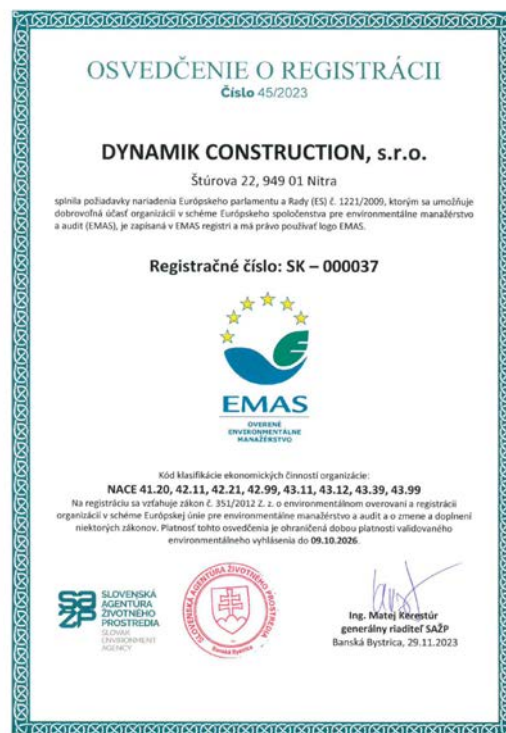 OSVEDČENIE O REGISTRÁCII
Číslo 45/2023
DYNAMIK CONSTRUCTION, s.r.o.
Štúrova 22, 949 01 Nitra
splnila požiadavky nariadenia Európskeho parlamentu a Rady (ES) č. 1221/2009, ktorým sa umožňuje
dobrovoľná účasť organizácií v schéme Európskeho spoločenstva pre environmentálne manažérstvo
a audit (EMAS), je zapísaná v EMAS registri a má právo používať logo EMAS.
Registračné číslo: SK – 000037
EMAS
OVERENÉ
ENVIRONMENTÁLNE
MANAŽÉRSTVO
Kód klasifikácie ekonomických činností organizácie:
NACE 41.20, 42.11, 42.21, 42.99, 43.11, 43.12, 43.39, 43.99
Na registráciu sa vzťahuje zákon č. 351/2012 Z. z. o environmentálnom overovaní a registrácii
organizácií v schéme Európskej únie pre environmentálne manažérstvo a audit a o zmene a doplnení
niektorých zákonov. Platnosť tohto osvedčenia je ohraničená dobou platnosti validovaného
environmentálneho vyhlásenia do 09.10.2026.
SLOVENSKÁ
AGENTÚRA
ŽIVOTNÉHO
PROSTREDIA
SLOVAK
ENVIRONMENT
AGENCY
SLOVENSKÁ AGENTÚRA ŽIVOTNÉHO PROSTREDIA
Banská Bystrica
Ing. Matej Kerestúr
generálny riaditeľ SAŽP
Banská Bystrica, 29.11.2023